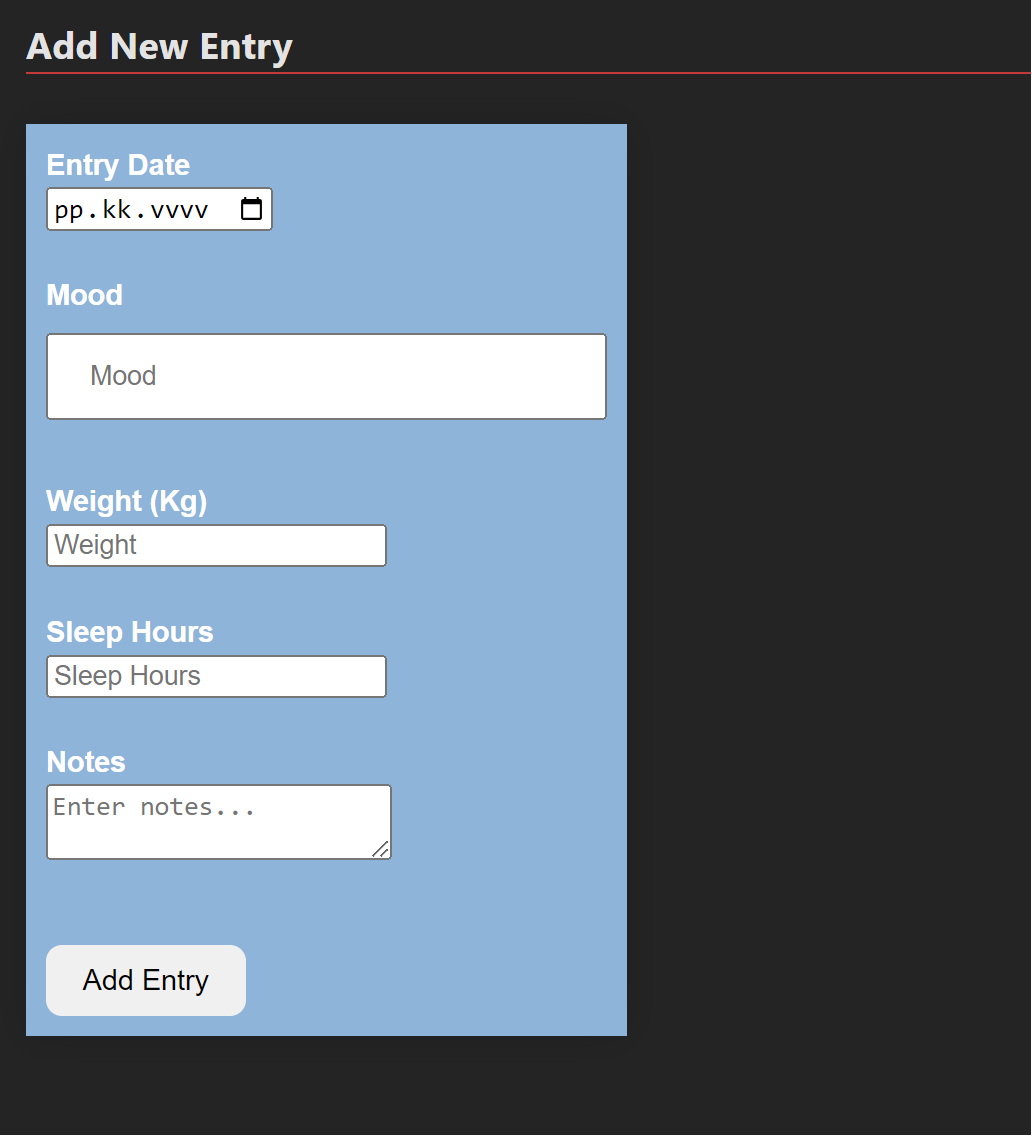 Add New Entry
Entry Date
pp.kk.vvvv
Mood
Mood
Weight (Kg)
Weight
Sleep Hours
Sleep Hours
Notes
Enter notes...
Add Entry